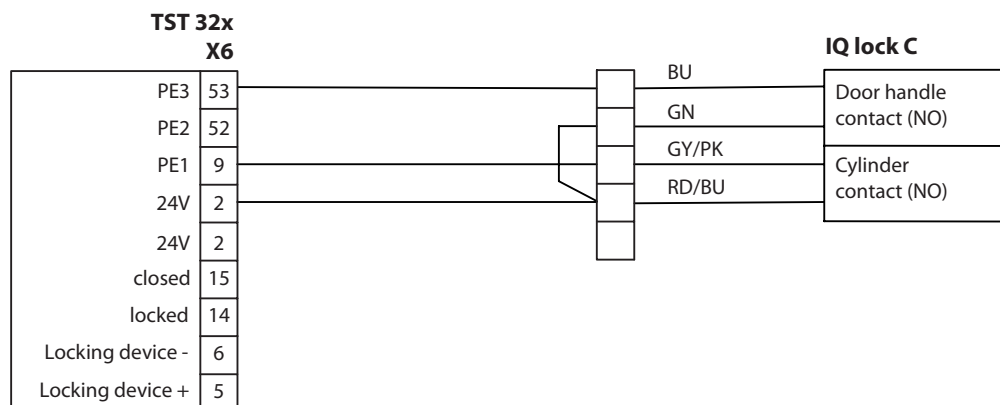 TST 32x
X6
IQ lock C
PE3 53
BU
Door handle
contact (NO)
PE2 52
GN
PE1 9
GY/PK
Cylinder
contact (NO)
24V 2
RD/BU
24V 2
closed 15
locked 14
Locking device - 6
Locking device + 5